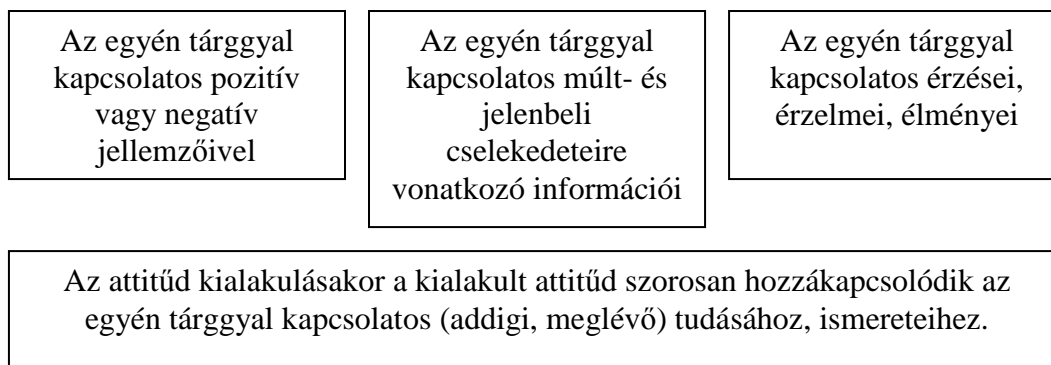 Az egyén tárggyal
kapcsolatos pozitív
vagy negatív
jellemzőivel
Az egyén tárggyal
kapcsolatos múlt- és
jelenbeli
cselekedeteire
vonatkozó információi
Az egyén tárggyal
kapcsolatos érzései,
érzelmei, élményei
Az attitűd kialakulásakor a kialakult attitűd szorosan hozzákapcsolódik az
egyén tárggyal kapcsolatos (addigi, meglévő) tudásához, ismereteihez.